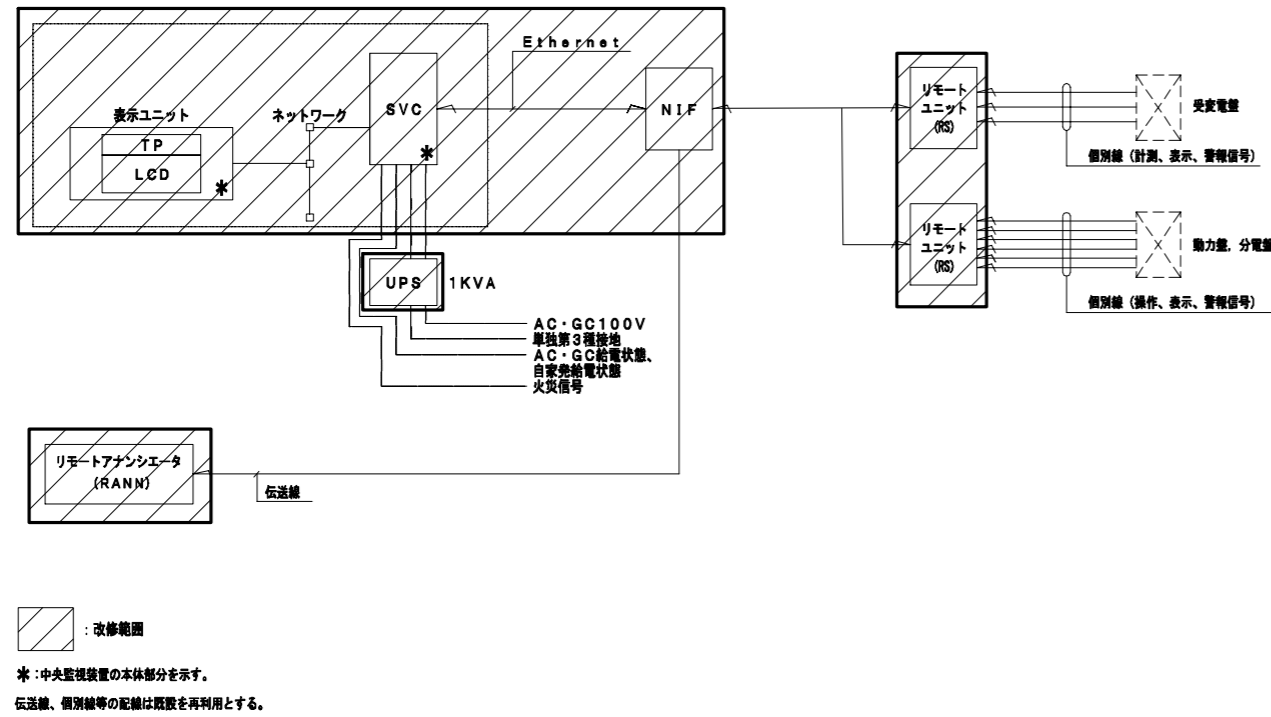 Ethernet
表示ユニット
TP
LCD
*
ネットワーク
SVC
*
NIF
リモート
ユニット
(RS)
受変電盤
個別線（計測、表示、警報信号）
リモート
ユニット
(RS)
動力盤，分電盤
個別線（操作、表示、警報信号）
UPS
1KVA
AC・GC100V
単独第3種接地
AC・GC給電状態、
自家発給電状態
火災信号
リモートアナンシエータ
(RANN)
伝送線
：改修範囲
*：中央監視装置の本体部分を示す。
伝送線、個別線等の配線は既設を再利用とする。